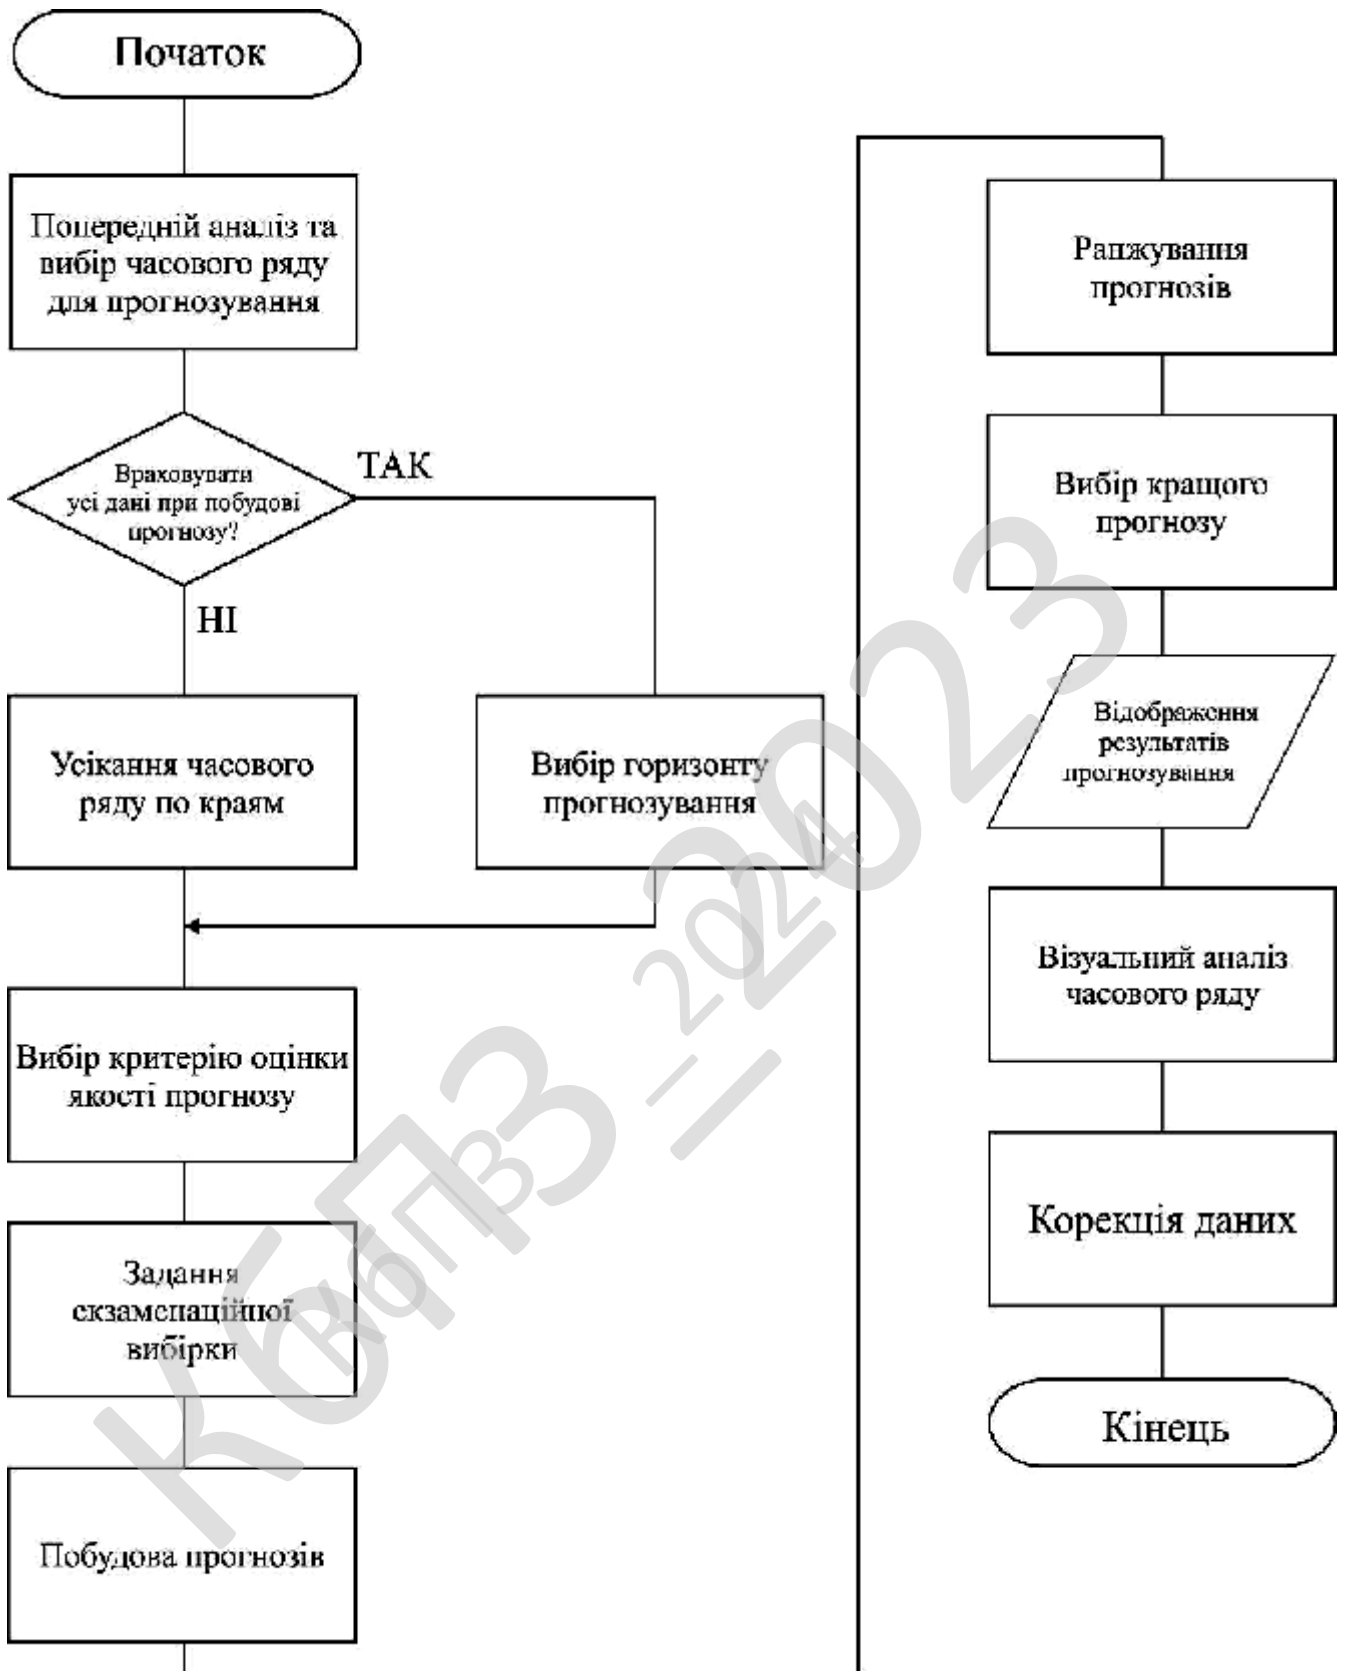 Початок
Попередній аналіз та
вибір часового ряду
для прогнозування
Враховувати
усі дані при побудові
прогнозу?
ТАК
НІ
Усікання часового
ряду по краям
Вибір горизонту
прогнозування
Вибір критерію оцінки
якості прогнозу
Задання
екзаменаційної
вибірки
Побудова прогнозів
Ранжування
прогнозів
Вибір кращого
прогнозу
Відображення
результатів
прогнозування
Візуальний аналіз
часового ряду
Корекція даних
Кінець
КбПЗ_2023
КбПЗ_2024